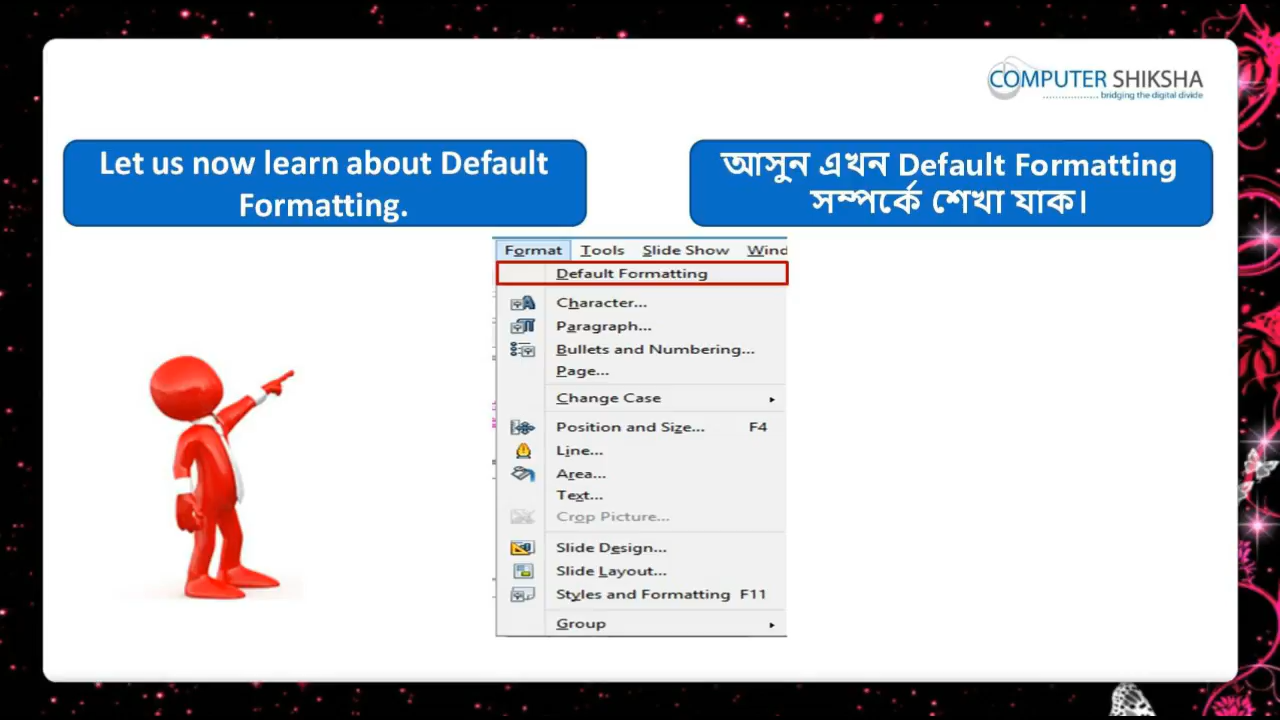 COMPUTER SHIKSHA
bridging the digital divide
Let us now learn about Default
Formatting.
আসুন এখন Default Formatting
সম্পর্কে শেখা যাক।
Format Tools Slide Show Wind
Default Formatting
Character...
Paragraph...
Bullets and Numbering...
Page...
Change Case
Position and Size... F4
Line...
Area...
Text...
Crop Picture...
Slide Design...
Slide Layout...
Styles and Formatting F11
Group